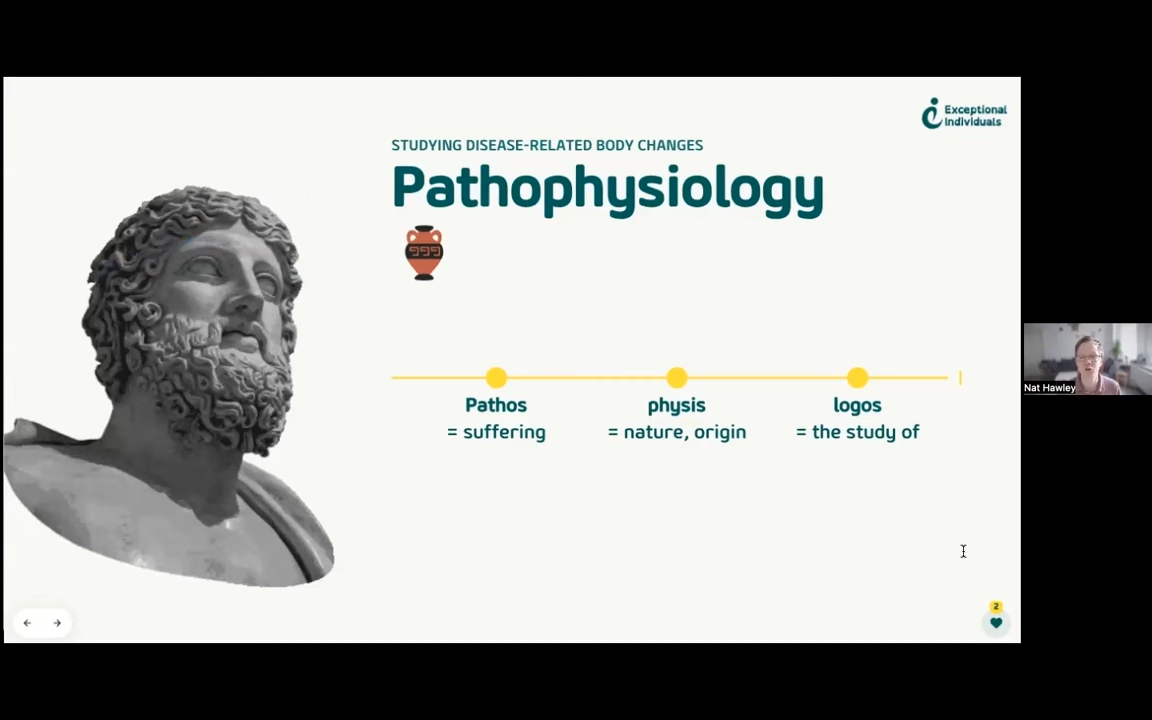 Exceptional
Individuals
STUDYING DISEASE-RELATED BODY CHANGES
Pathophysiology
Pathos
= suffering
physis
= nature, origin
logos
= the study of
Nat Hawley
2